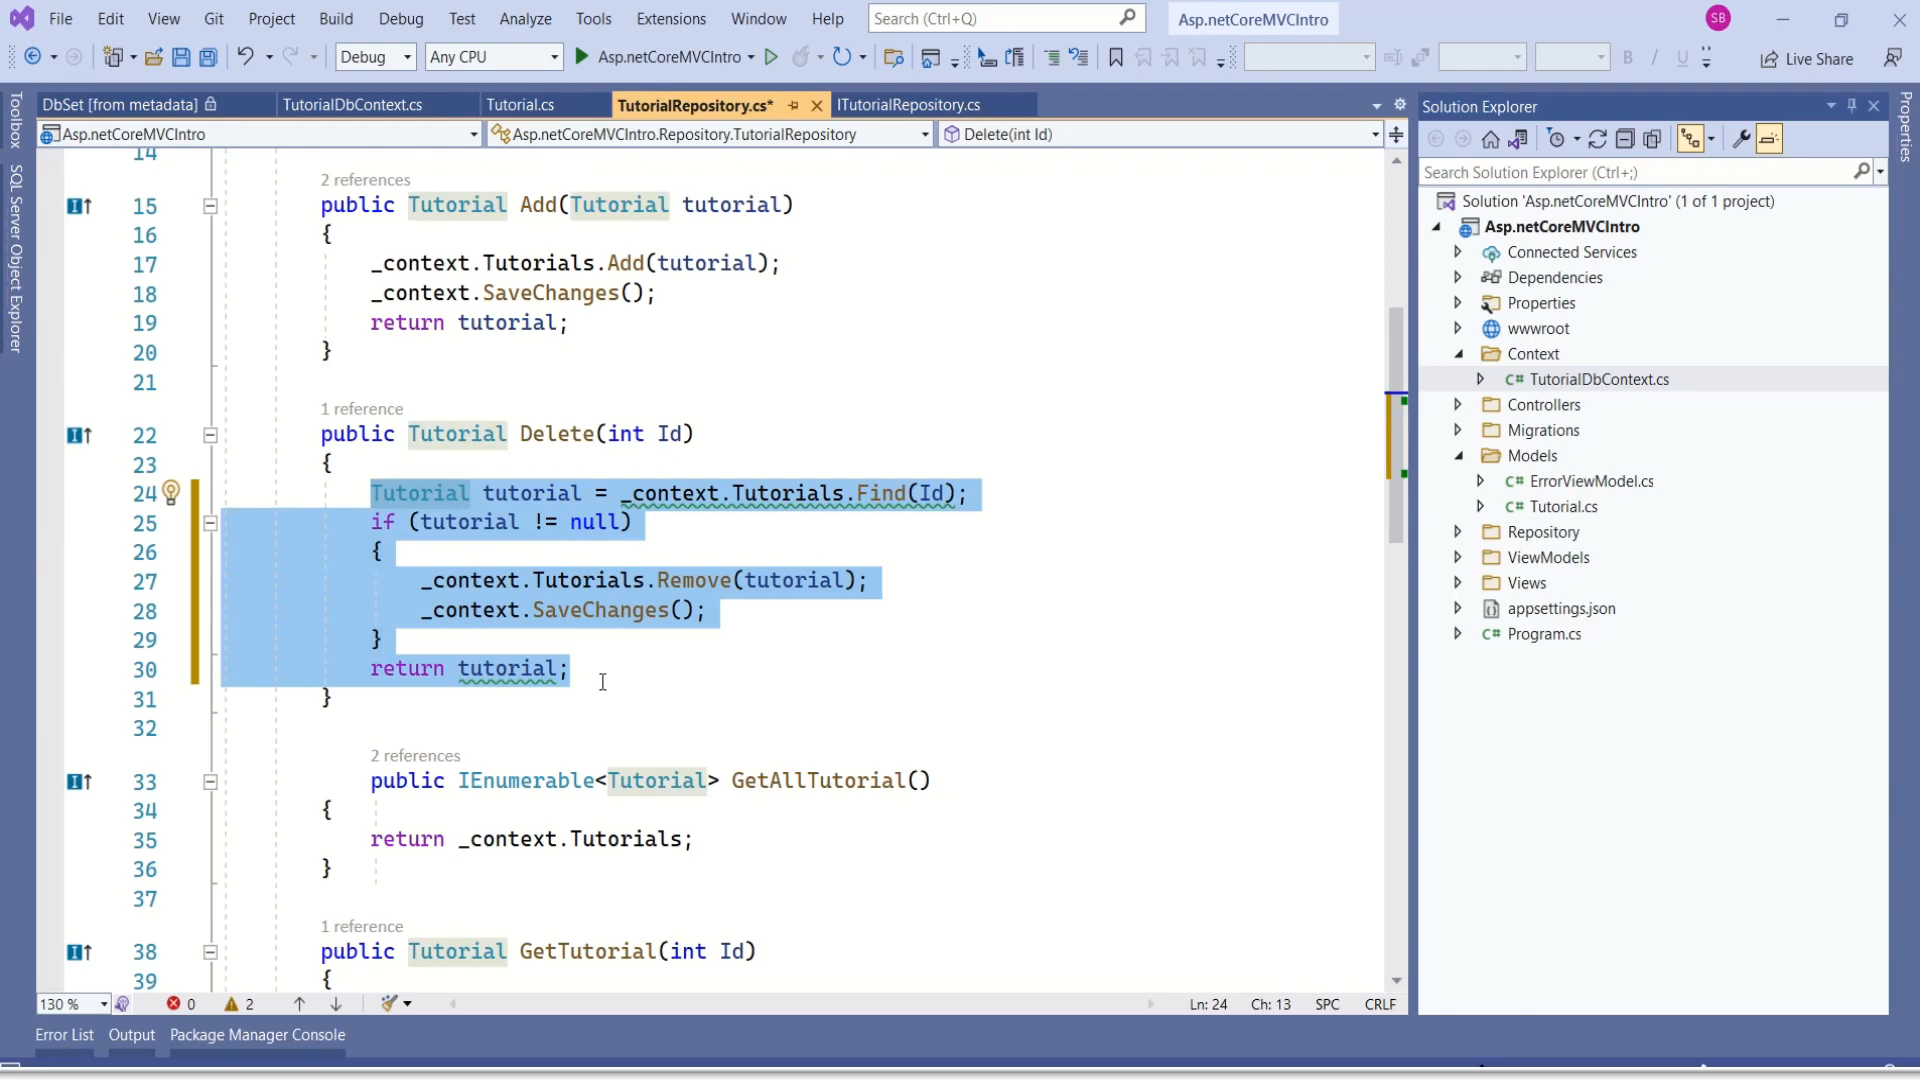 File Edit View Git Project Build Debug Test Analyze Tools Extensions Window Help Search (Ctrl+Q) Asp.netCoreMVCIntro SB
Debug Any CPU Asp.netCoreMVCIntro Live Share
DbSet [from metadata] TutorialDbContext.cs Tutorial.cs TutorialRepository.cs* ITutorialRepository.cs
Asp.netCoreMVCIntro Asp.netCoreMVCIntro.Repository.TutorialRepository Delete(int Id)
Toolbox
SQL Server Object Explorer
14
2 references
15 public Tutorial Add(Tutorial tutorial)
16 {
17 _context.Tutorials.Add(tutorial);
18 _context.SaveChanges();
19 return tutorial;
20 }
21
1 reference
22 public Tutorial Delete(int Id)
23 {
24 Tutorial tutorial = _context.Tutorials.Find(Id);
25 if (tutorial != null)
26 {
27 _context.Tutorials.Remove(tutorial);
28 _context.SaveChanges();
29 }
30 return tutorial;
31 }
32
2 references
33 public IEnumerable<Tutorial> GetAllTutorial()
34 {
35 return _context.Tutorials;
36 }
37
1 reference
38 public Tutorial GetTutorial(int Id)
39 {
130 % 0 2 Ln: 24 Ch: 13 SPC CRLF
Error List Output Package Manager Console
Solution Explorer
Search Solution Explorer (Ctrl+;)
Solution 'Asp.netCoreMVCIntro' (1 of 1 project)
Asp.netCoreMVCIntro
Connected Services
Dependencies
Properties
wwwroot
Context
C# TutorialDbContext.cs
Controllers
Migrations
Models
C# ErrorViewModel.cs
C# Tutorial.cs
Repository
ViewModels
Views
appsettings.json
C# Program.cs
Properties